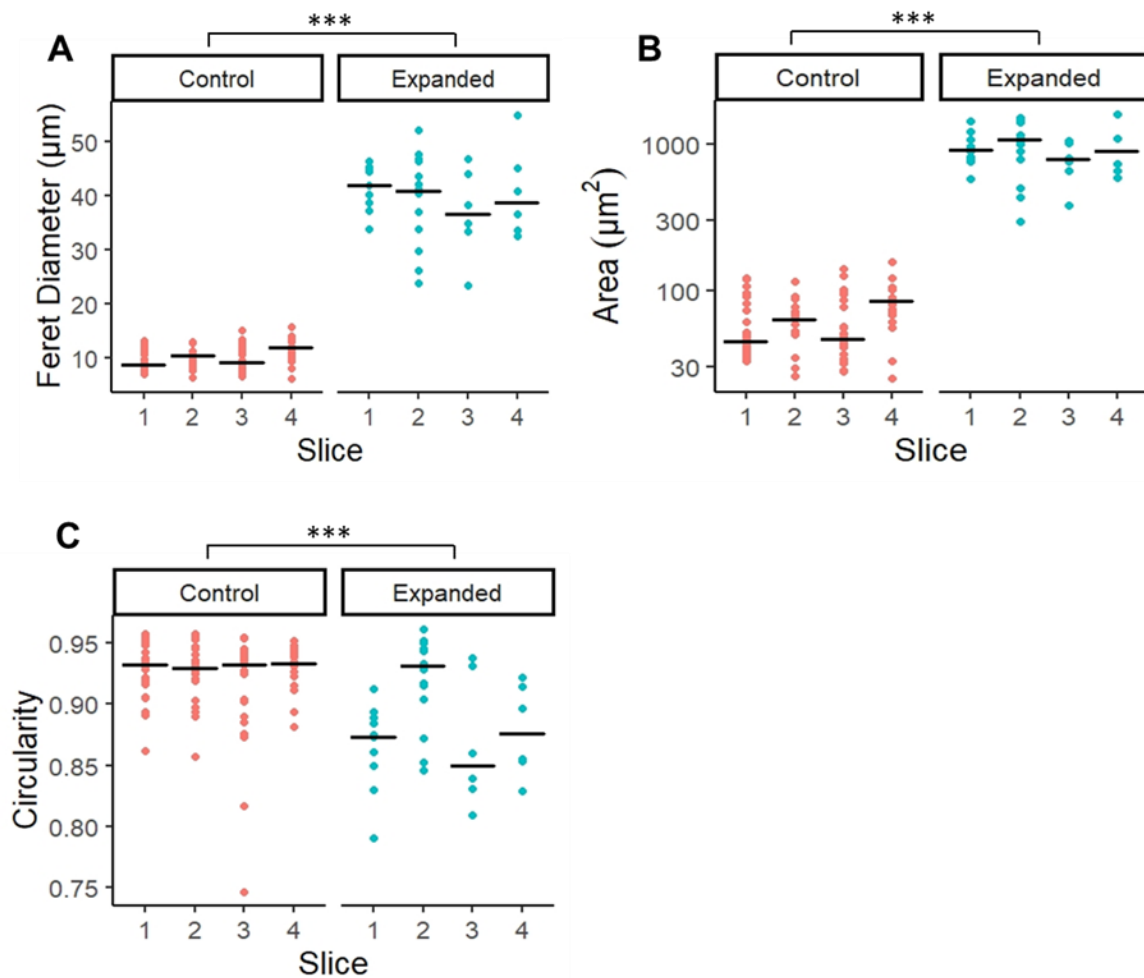 A
***
Control
Expanded
Feret Diameter (µm)
50
40
30
20
10
1 2 3 4
1 2 3 4
Slice
B
***
Control
Expanded
Area (µm²)
1000
300
100
30
1 2 3 4
1 2 3 4
Slice
C
***
Control
Expanded
Circularity
0.95
0.90
0.85
0.80
0.75
1 2 3 4
1 2 3 4
Slice